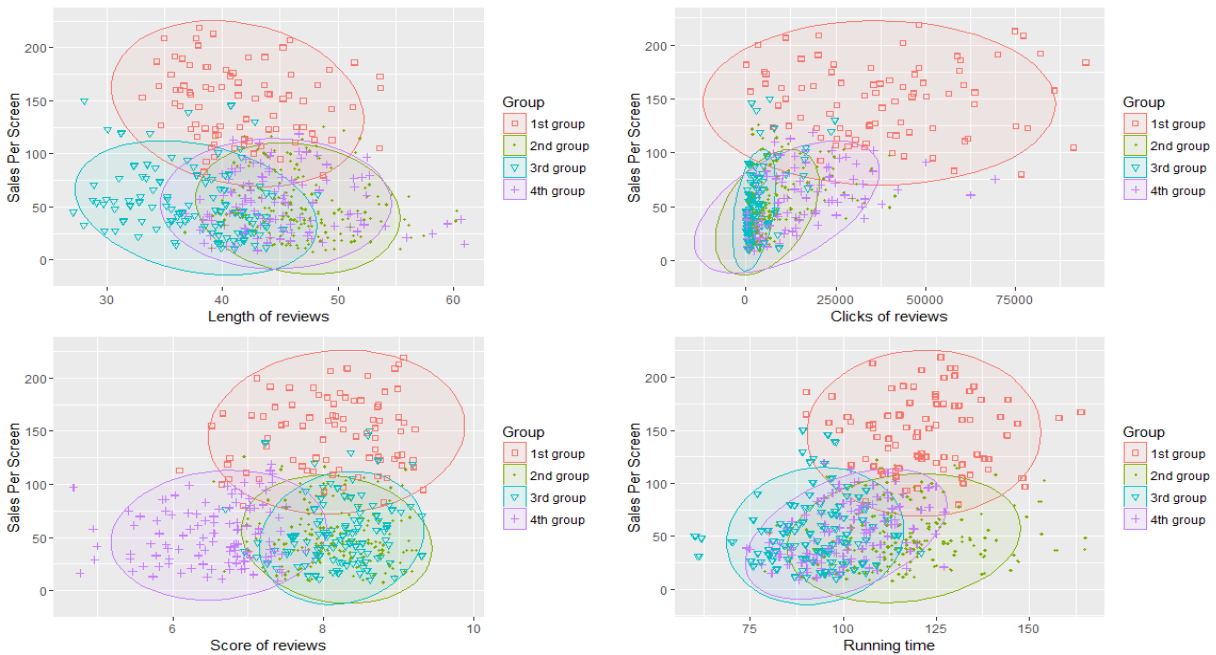 Sales Per Screen
200
150
100
50
0
30
40
50
60
Length of reviews
Group
1st group
2nd group
3rd group
4th group
Sales Per Screen
200
150
100
50
0
0
25000
50000
75000
Clicks of reviews
Group
1st group
2nd group
3rd group
4th group
Sales Per Screen
200
150
100
50
0
6
8
10
Score of reviews
Group
1st group
2nd group
3rd group
4th group
Sales Per Screen
200
150
100
50
0
75
100
125
150
Running time
Group
1st group
2nd group
3rd group
4th group